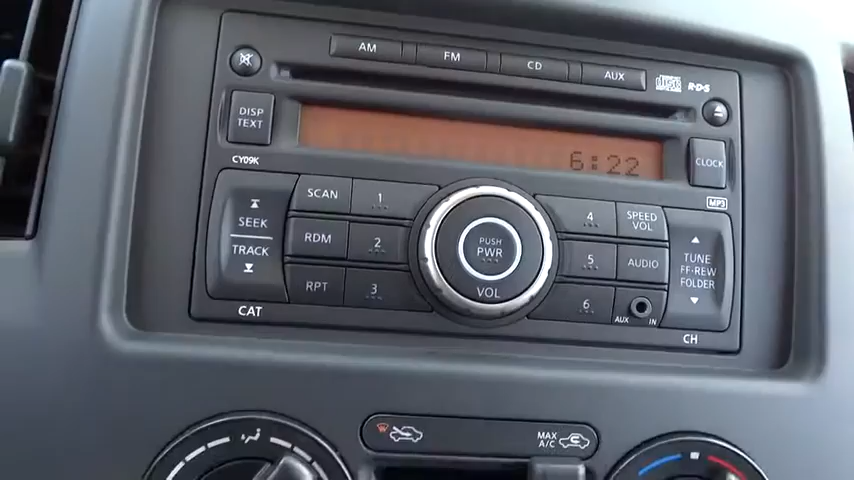 AM FM CD AUX
DISC R·D·S
DISP TEXT
6:22
CLOCK
CY09K
MP3
SEEK
TRACK
CAT
SCAN 1
RDM 2
RPT 3
PUSH PWR
VOL
4 SPEED VOL
5 AUDIO
6 AUX IN
TUNE
FF·REW
FOLDER
CH
MAX A/C